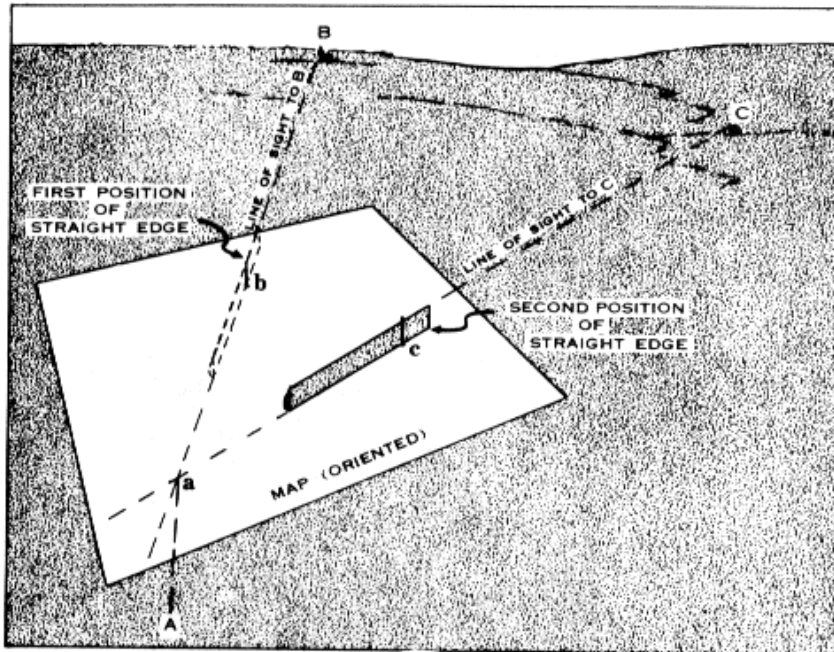 B
LINE OF SIGHT TO B
C
FIRST POSITION
OF
STRAIGHT EDGE
LINE OF SIGHT TO C
b
SECOND POSITION
OF
STRAIGHT EDGE
c
MAP (ORIENTED)
a
A